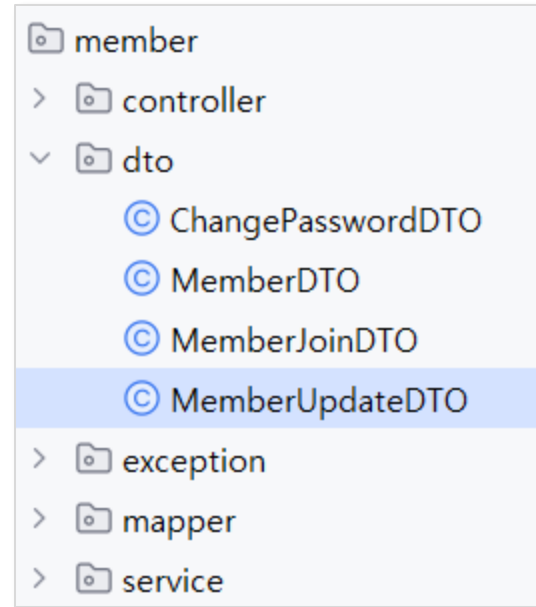 member
controller
dto
ChangePasswordDTO
MemberDTO
MemberJoinDTO
MemberUpdateDTO
exception
mapper
service